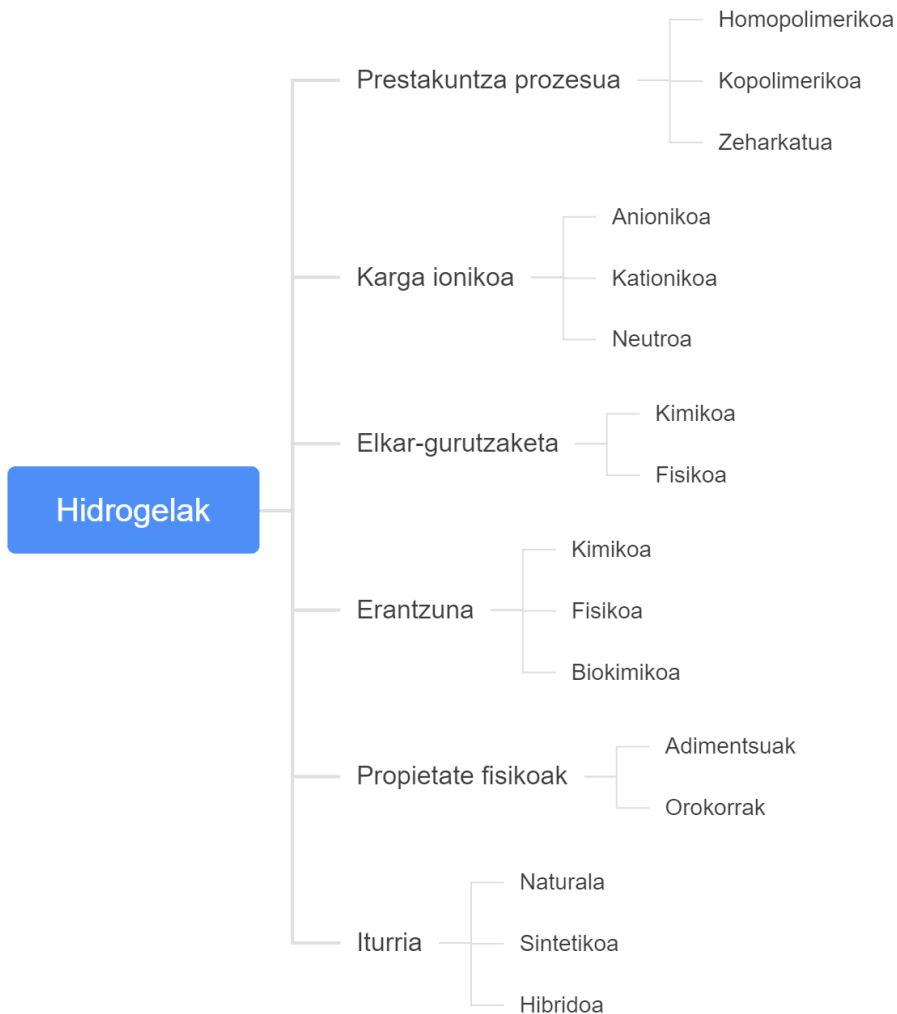 Hidrogelak
Prestakuntza prozesua
Homopolimerikoa
Kopolimerikoa
Zeharkatua
Karga ionikoa
Anionikoa
Kationikoa
Neutroa
Elkar-gurutzaketa
Kimikoa
Fisikoa
Erantzuna
Kimikoa
Fisikoa
Biokimikoa
Propietate fisikoak
Adimentsuak
Orokorrak
Iturria
Naturala
Sintetikoa
Hibridoa